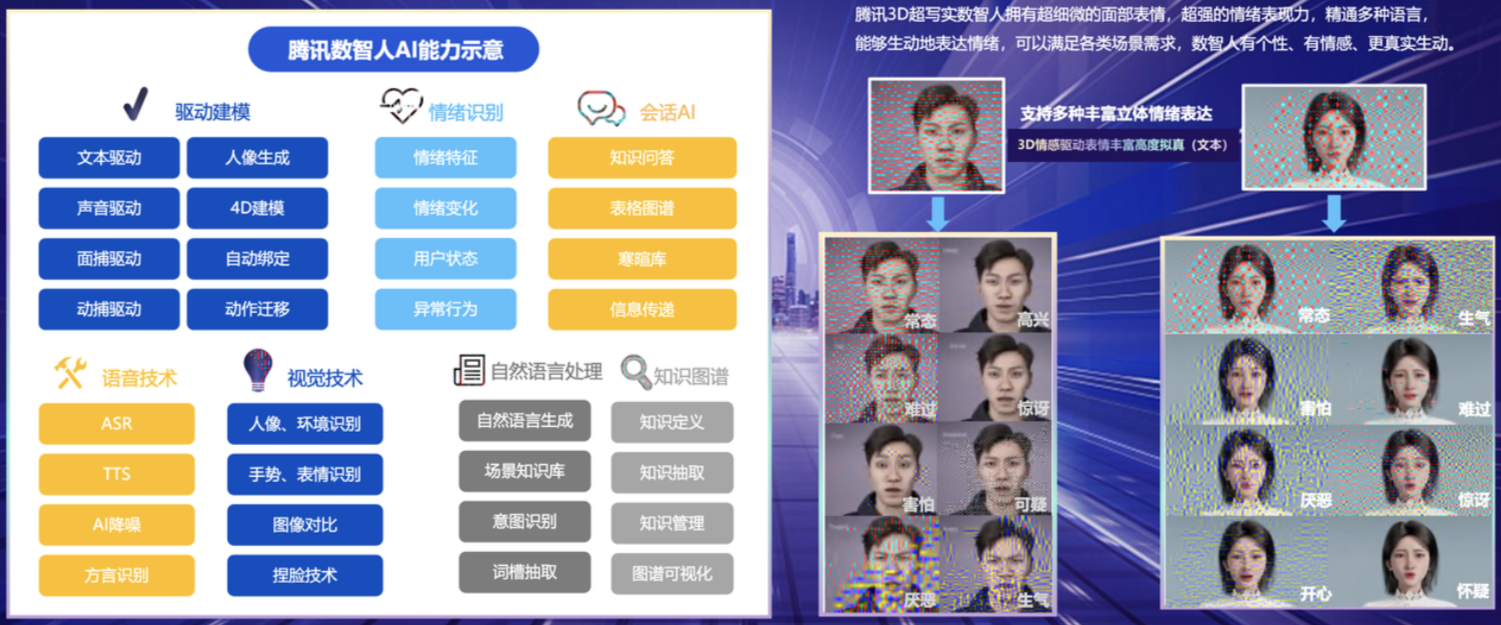 腾讯数智人AI能力示意
驱动建模
文本驱动
人像生成
声音驱动
4D建模
面捕驱动
自动绑定
动捕驱动
动作迁移
情绪识别
情绪特征
情绪变化
用户状态
异常行为
会话AI
知识问答
表格图谱
寒暄库
信息传递
语音技术
ASR
TTS
AI降噪
方言识别
视觉技术
人像、环境识别
手势、表情识别
图像对比
捏脸技术
自然语言处理
自然语言生成
场景知识库
意图识别
词槽抽取
知识图谱
知识定义
知识抽取
知识管理
图谱可视化
腾讯3D超写实数智人拥有超细微的面部表情，超强的情绪表现力，精通多种语言，
能够生动地表达情绪，可以满足各类场景需求，数智人有个性、有情感、更真实生动。
支持多种丰富立体情绪表达
3D情感驱动表情丰富高度拟真（文本）
常态
高兴
难过
惊讶
害怕
可疑
厌恶
生气
常态
生气
害怕
难过
厌恶
惊讶
开心
怀疑